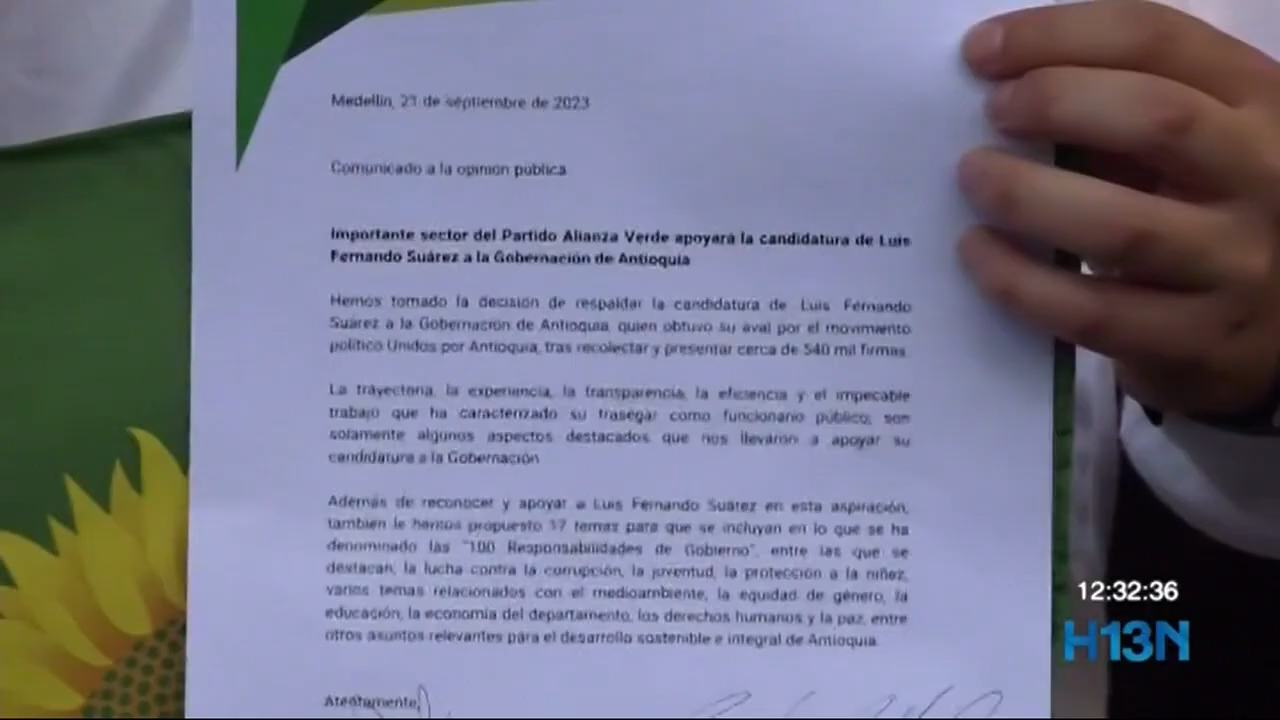 Medellín, 21 de septiembre de 2023
Comunicado a la opinión pública
Importante sector del Partido Alianza Verde apoyará la candidatura de Luis
Fernando Suárez a la Gobernación de Antioquia
Hemos tomado la decisión de respaldar la candidatura de Luis Fernando
Suárez a la Gobernación de Antioquia, quien obtuvo su aval por el movimiento
político Unidos por Antioquia, tras recolectar y presentar cerca de 540 mil firmas.
La trayectoria, la experiencia, la transparencia, la eficiencia y el impecable
trabajo que ha caracterizado su trasegar como funcionario público, son
solamente algunos aspectos destacados que nos llevaron a apoyar su
candidatura a la Gobernación.
Además de reconocer y apoyar a Luis Fernando Suárez en esta aspiración,
también le hemos propuesto 17 temas para que se incluyan en lo que se ha
denominado las "100 Responsabilidades de Gobierno", entre las que se
destacan, la lucha contra la corrupción, la juventud, la protección a la niñez,
varios temas relacionados con el medioambiente, la equidad de género, la
educación, la economía del departamento, los derechos humanos y la paz, entre
otros asuntos relevantes para el desarrollo sostenible e integral de Antioquia.
Atentamente,
12:32:36
H13N